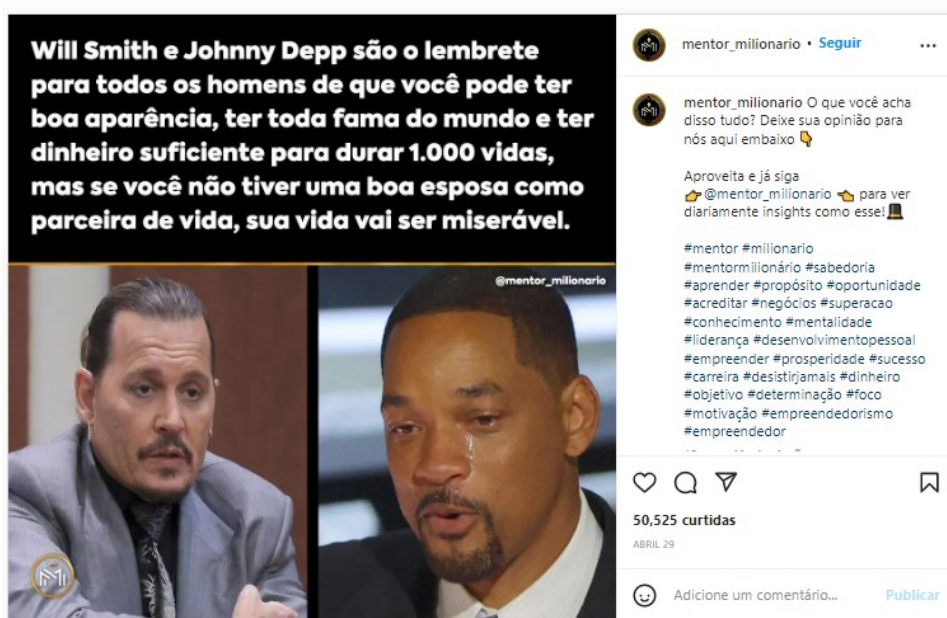 Will Smith e Johnny Depp são o lembrete
para todos os homens de que você pode ter
boa aparência, ter toda fama do mundo e ter
dinheiro suficiente para durar 1.000 vidas,
mas se você não tiver uma boa esposa como
parceira de vida, sua vida vai ser miserável.
@mentor_milionario
mentor_milionario • Seguir
mentor_milionario O que você acha
disso tudo? Deixe sua opinião para
nós aqui embaixo 👇
Aproveita e já siga
👉 @mentor_milionario 👈 para ver
diariamente insights como esse! 🎩
#mentor #milionario
#mentormilionário #sabedoria
#aprender #propósito #oportunidade
#acreditar #negócios #superacao
#conhecimento #mentalidade
#liderança #desenvolvimentopessoal
#empreender #prosperidade #sucesso
#carreira #desistirjamais #dinheiro
#objetivo #determinação #foco
#motivação #empreendedorismo
#empreendedor
50,525 curtidas
ABRIL 29
Adicione um comentário... Publicar